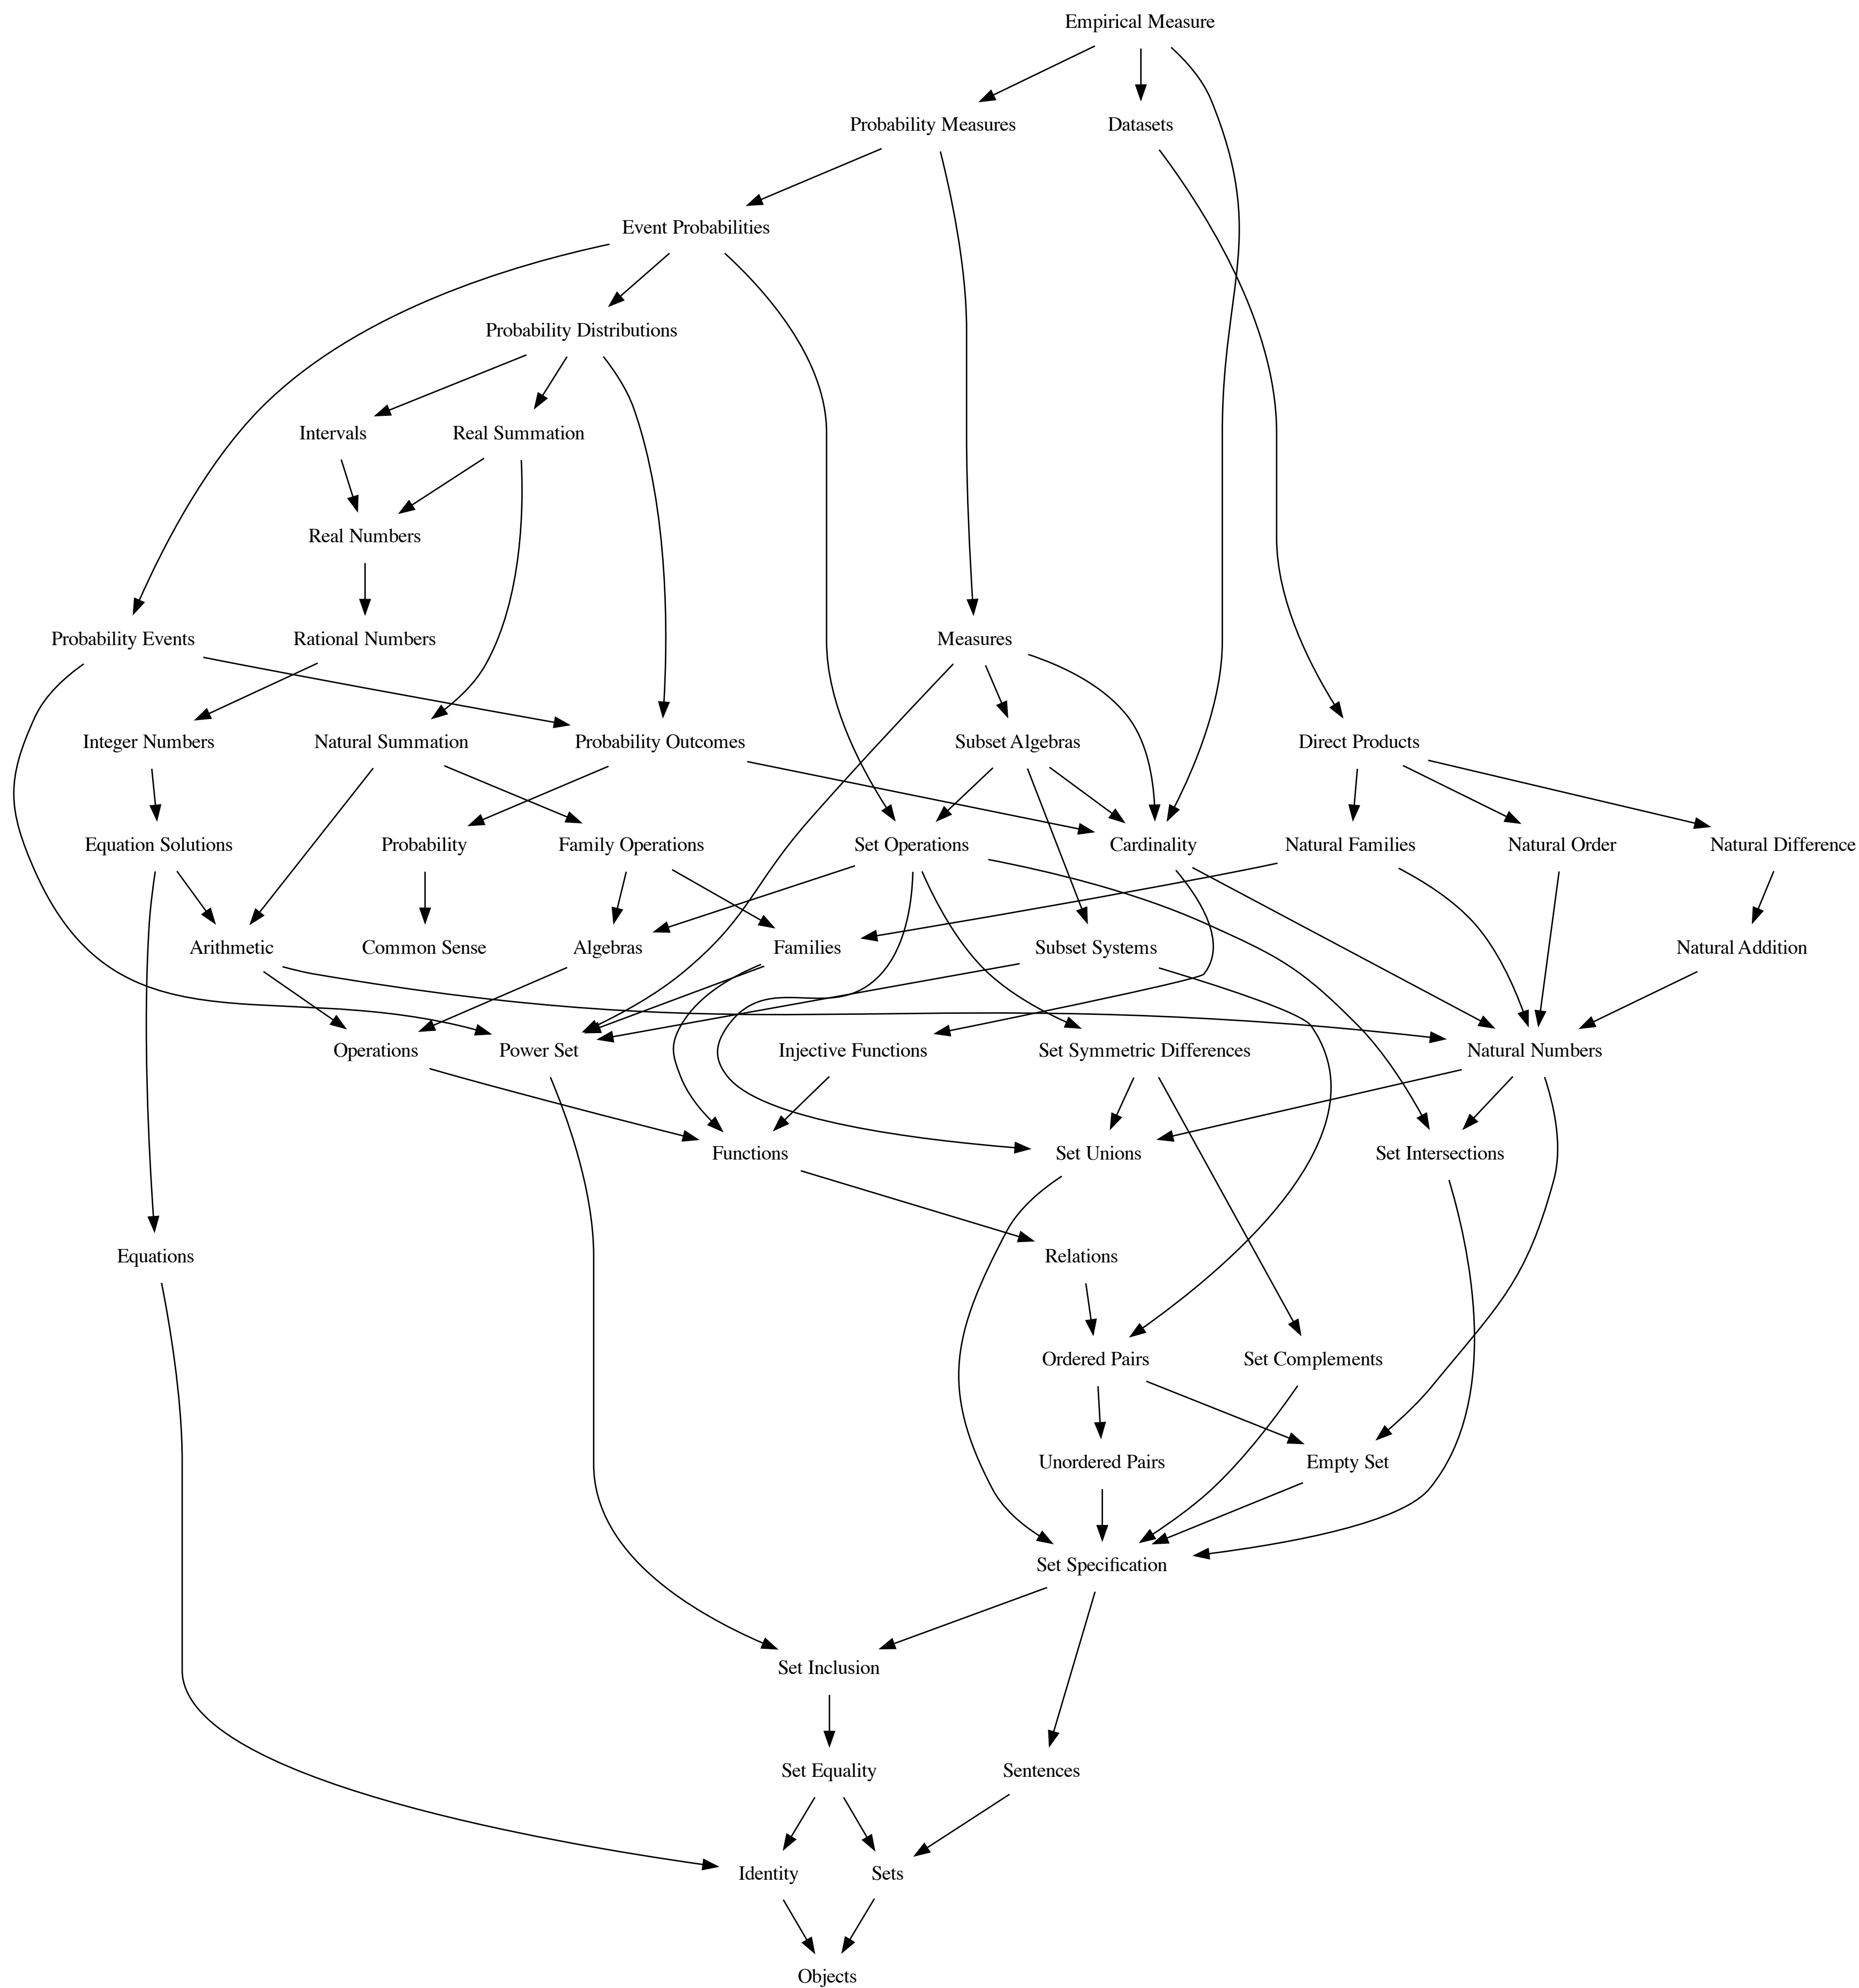 Empirical Measure
Probability Measures
Datasets
Event Probabilities
Probability Distributions
Intervals
Real Summation
Real Numbers
Probability Events
Rational Numbers
Measures
Integer Numbers
Natural Summation
Probability Outcomes
Subset Algebras
Direct Products
Equation Solutions
Probability
Family Operations
Set Operations
Cardinality
Natural Families
Natural Order
Natural Difference
Arithmetic
Common Sense
Algebras
Families
Subset Systems
Natural Addition
Operations
Power Set
Injective Functions
Set Symmetric Differences
Natural Numbers
Functions
Set Unions
Set Intersections
Equations
Relations
Ordered Pairs
Set Complements
Unordered Pairs
Empty Set
Set Specification
Set Inclusion
Set Equality
Sentences
Identity
Sets
Objects